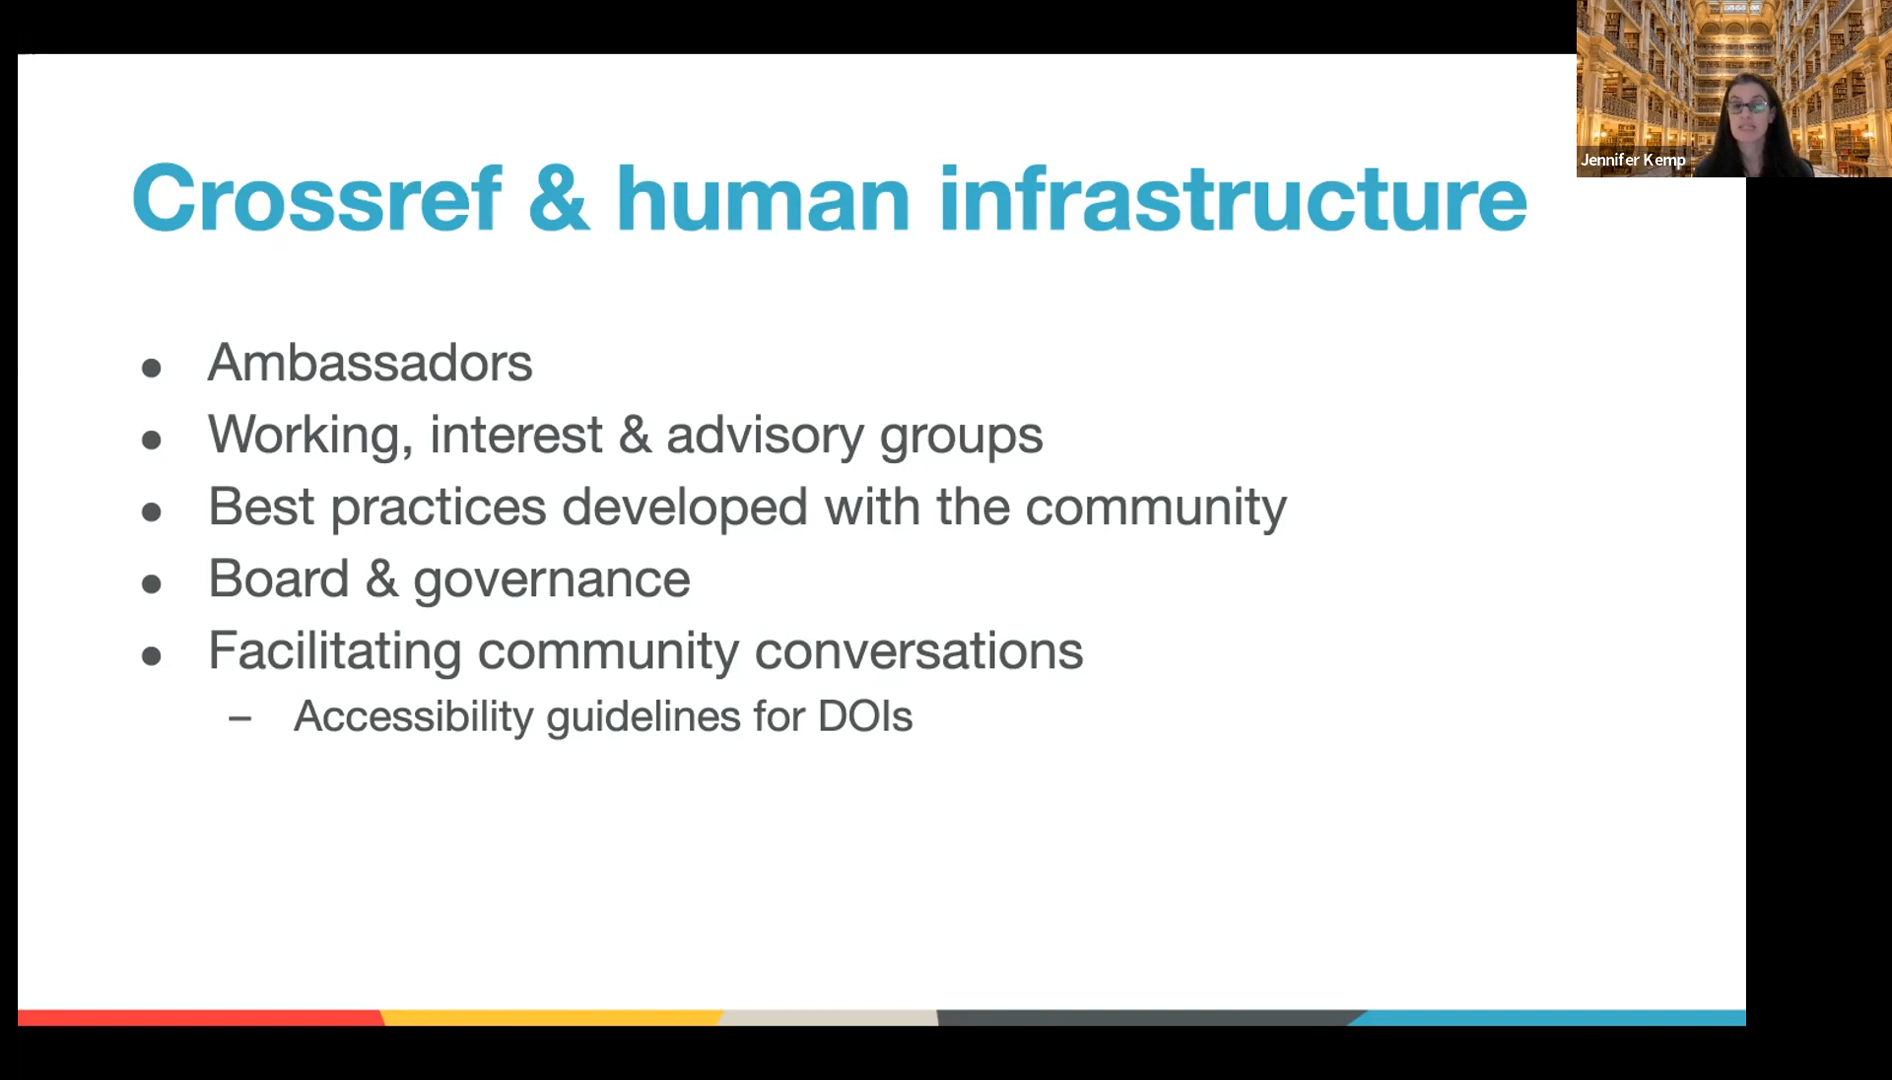 Jennifer Kemp
Crossref & human infrastructure
● Ambassadors
● Working, interest & advisory groups
● Best practices developed with the community
● Board & governance
● Facilitating community conversations
– Accessibility guidelines for DOIs